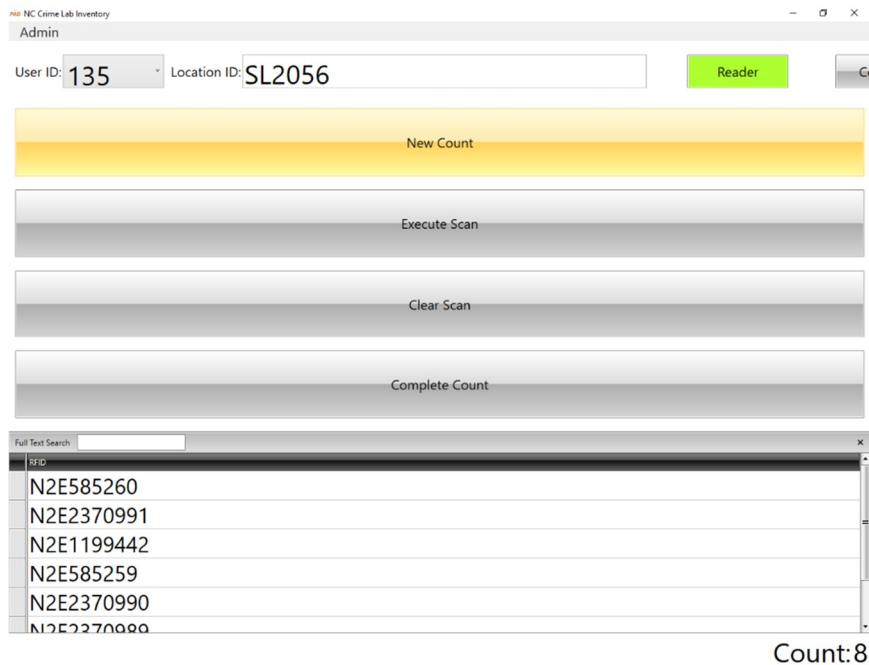 NC Crime Lab Inventory
Admin
User ID: 135 Location ID: SL2056 Reader
New Count
Execute Scan
Clear Scan
Complete Count
Full Text Search
RFID
N2E585260
N2E2370991
N2E1199442
N2E585259
N2E2370990
N2E2370989
Count:8